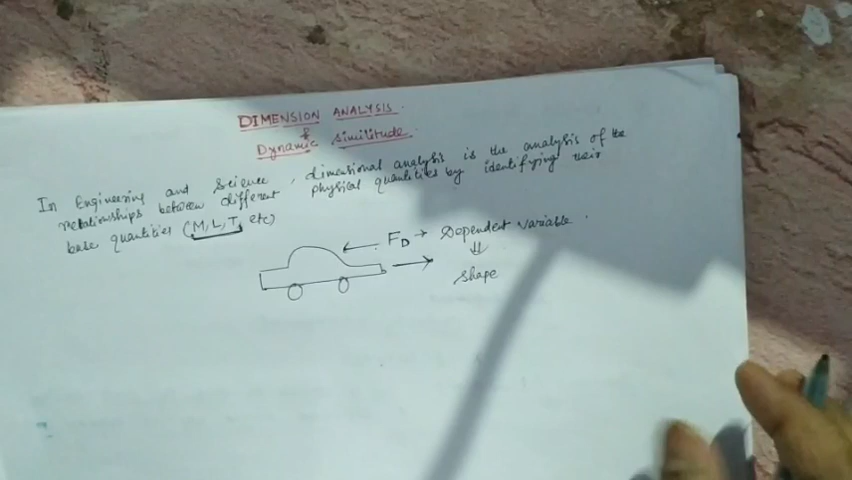 DIMENSION ANALYSIS
&
Dynamic similitude
In Engineering and Science, dimensional analysis is the analysis of the
relationships between different physical quantities by identifying their
base quantities (M, L, T, etc)
F_D → Dependent variable
⇓
shape